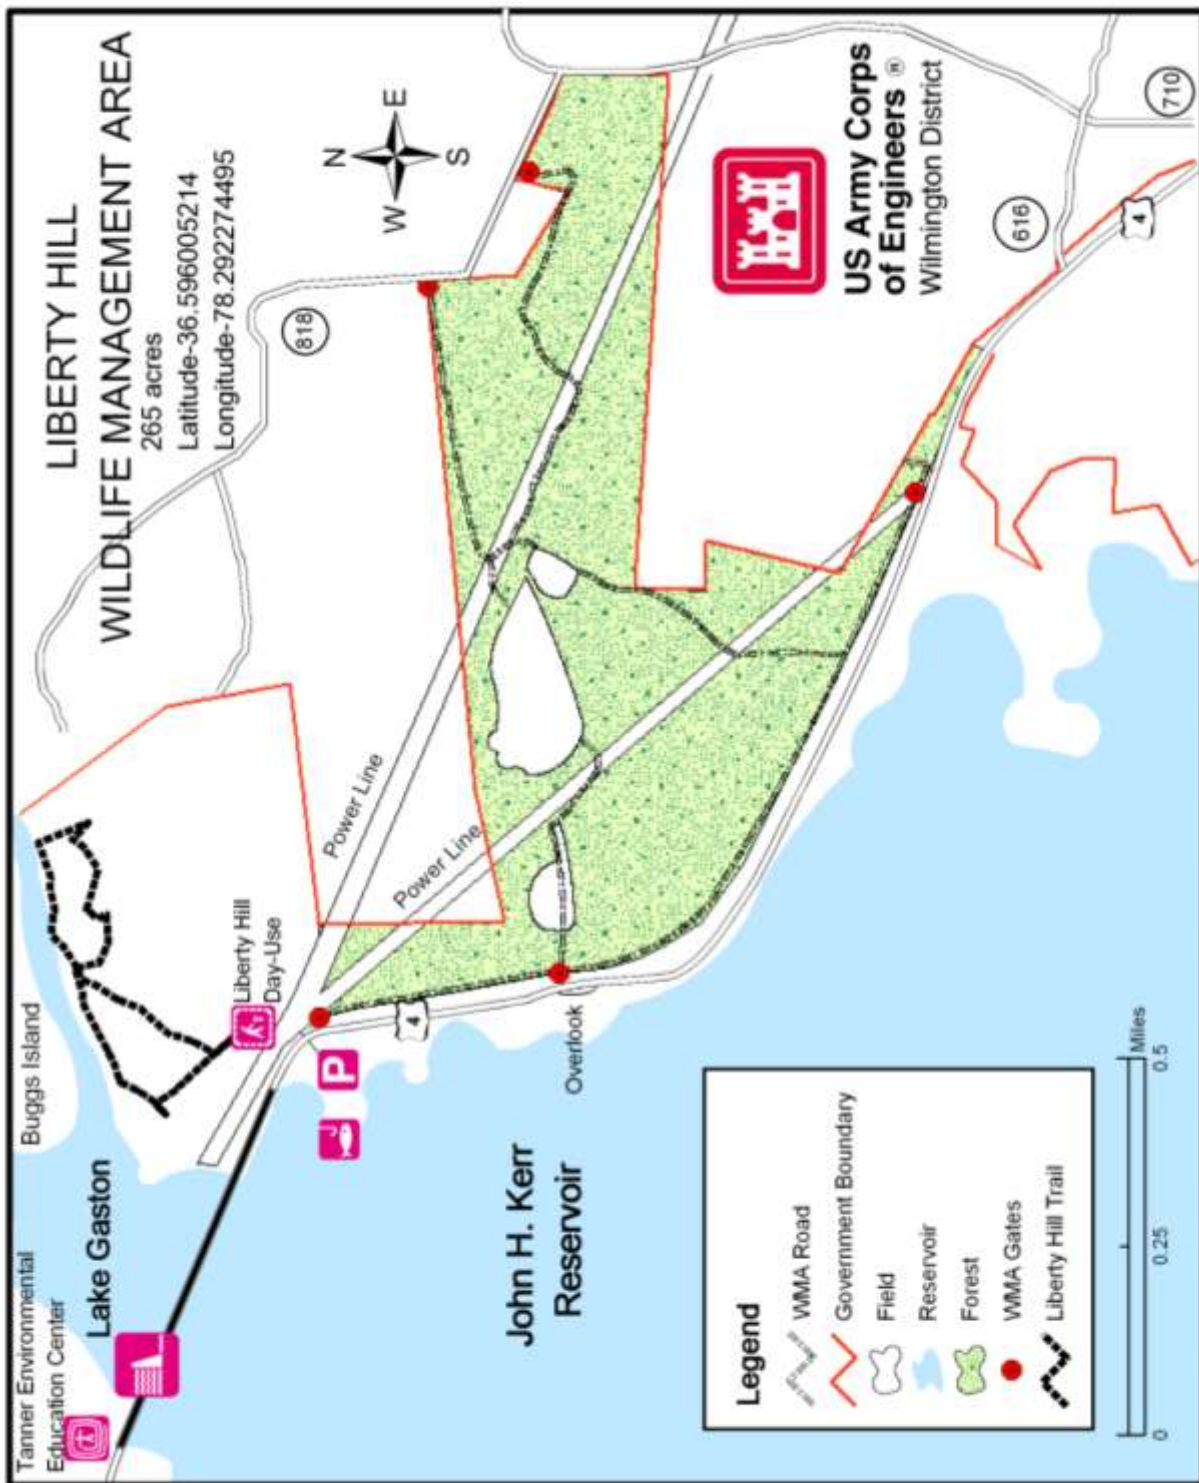 LIBERTY HILL
WILDLIFE MANAGEMENT AREA
265 acres
Latitude-36.596005214
Longitude-78.2922274495
N
W
E
S
818
Tanner Environmental
Education Center
Buggs Island
Lake Gaston
Liberty Hill
Day-Use
Power Line
Power Line
P
4
Overlook
John H. Kerr
Reservoir
US Army Corps
of Engineers ®
Wilmington District
616
710
4
Legend
WMA Road
Government Boundary
Field
Reservoir
Forest
WMA Gates
Liberty Hill Trail
0
0.25
0.5
Miles